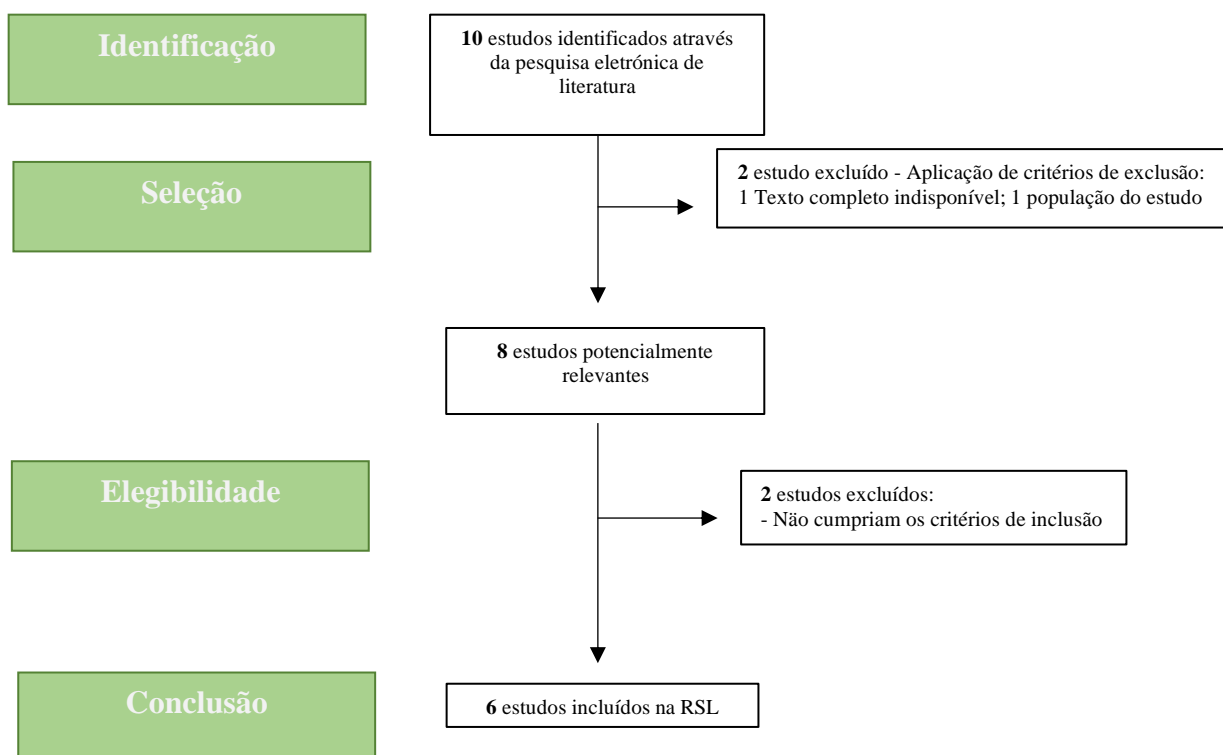 Identificação
10 estudos identificados através
da pesquisa eletrónica de
literatura
Seleção
2 estudo excluído - Aplicação de critérios de exclusão:
1 Texto completo indisponível; 1 população do estudo
8 estudos potencialmente
relevantes
Elegibilidade
2 estudos excluídos:
- Näo cumpriam os critérios de inclusão
Conclusão
6 estudos incluídos na RSL